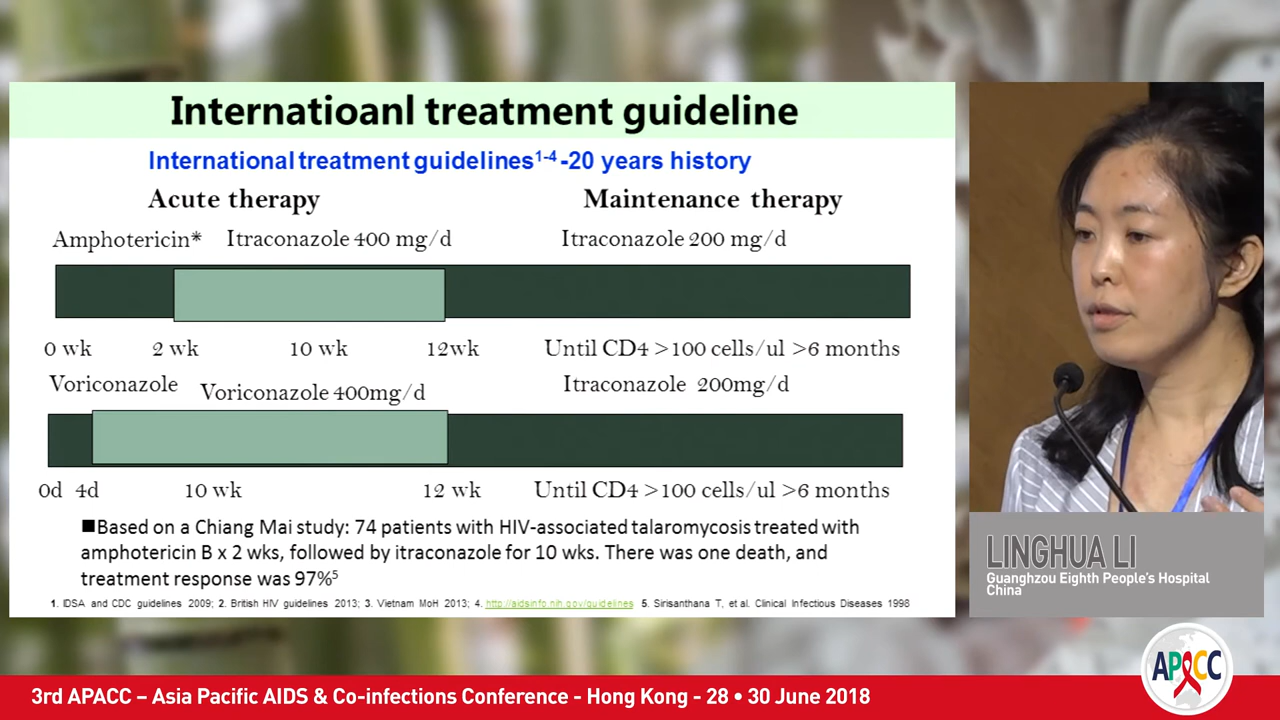 Internatioanl treatment guideline
International treatment guidelines1-4 -20 years history
Acute therapy
Maintenance therapy
Amphotericin*
Itraconazole 400 mg/d
Itraconazole 200 mg/d
0 wk
2 wk
10 wk
12wk
Until CD4 >100 cells/ul >6 months
Voriconazole
Voriconazole 400mg/d
Itraconazole 200mg/d
0d
4d
10 wk
12 wk
Until CD4 >100 cells/ul >6 months
■Based on a Chiang Mai study: 74 patients with HIV-associated talaromycosis treated with
amphotericin B x 2 wks, followed by itraconazole for 10 wks. There was one death, and
treatment response was 97%5
1. IDSA and CDC guidelines 2009; 2. British HIV guidelines 2013; 3. Vietnam MoH 2013; 4. http://aidsinfo.nih.gov/guidelines 5. Sirisanthana T, et al. Clinical Infectious Diseases 1998
LINGHUA LI
Guanghzou Eighth People's Hospital
China
APACC
3rd APACC – Asia Pacific AIDS & Co-infections Conference - Hong Kong - 28 • 30 June 2018